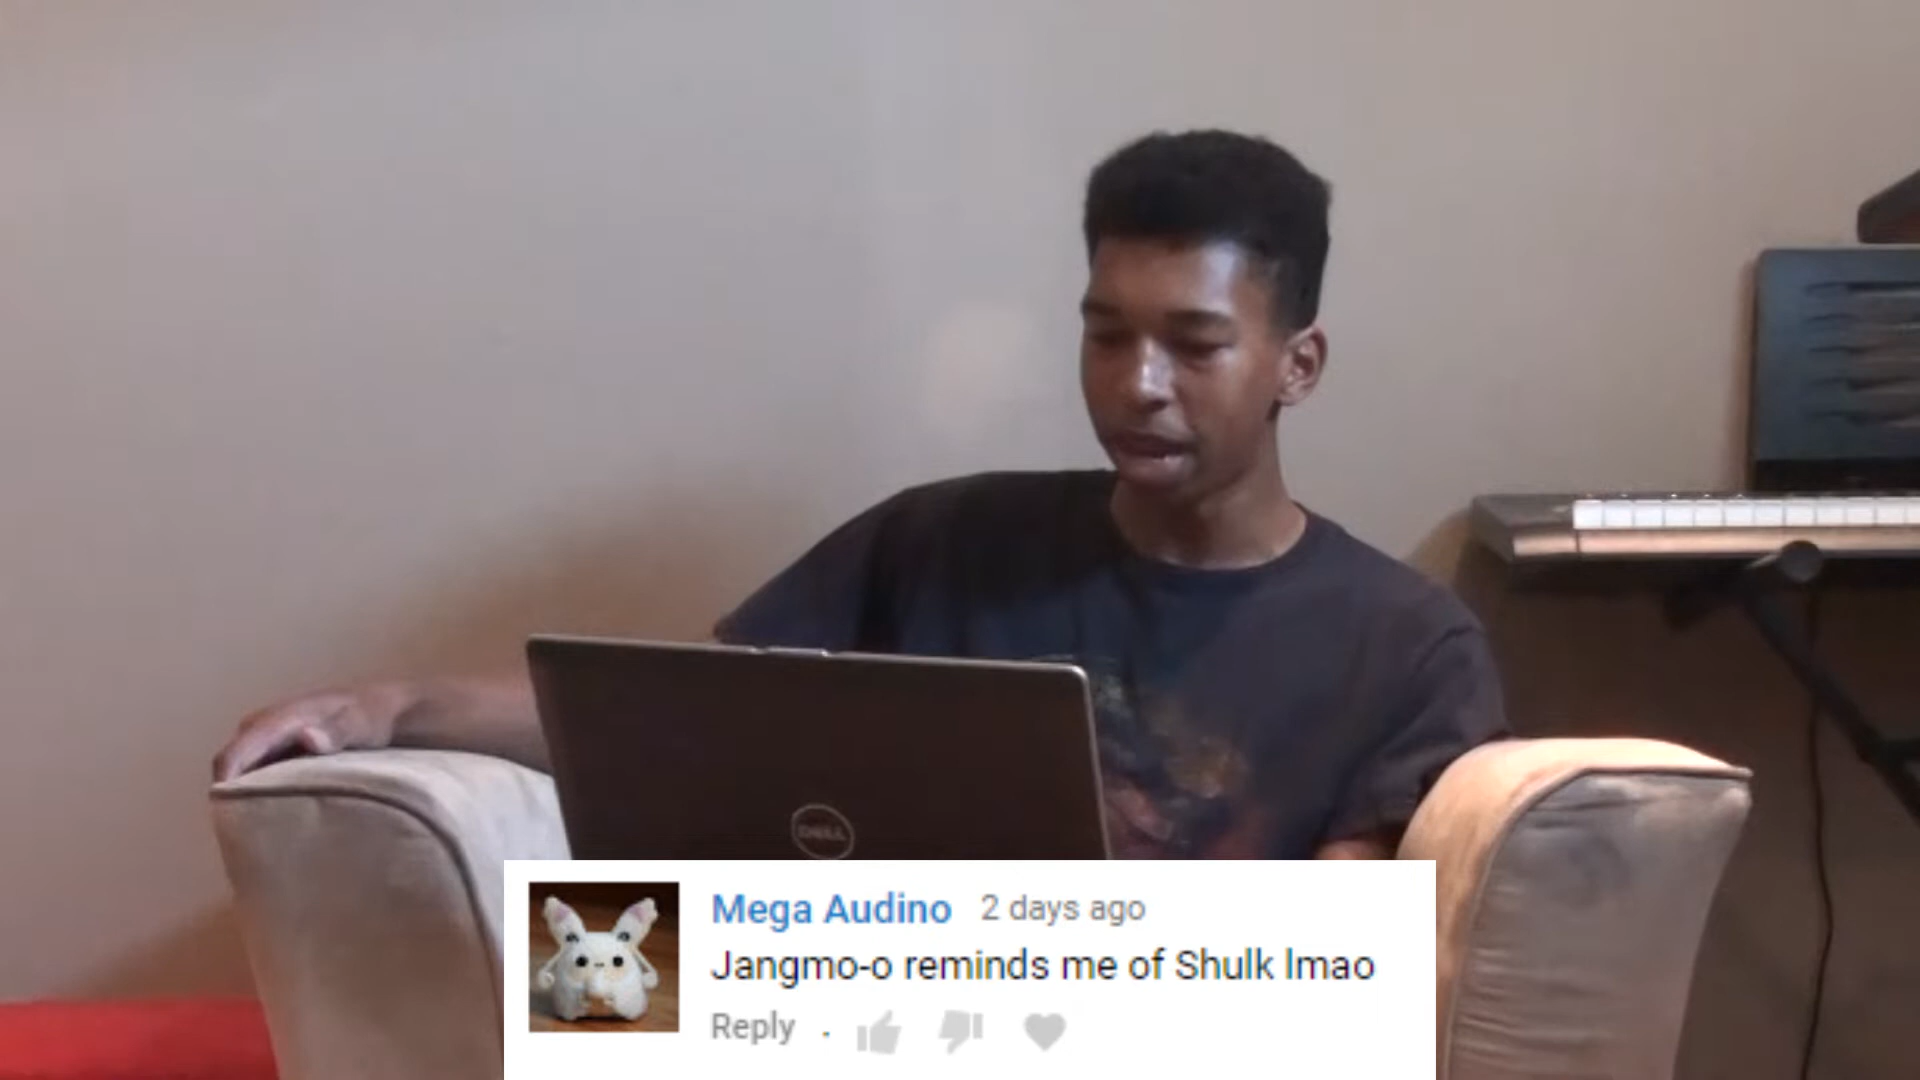 DELL
Mega Audino 2 days ago
Jangmo-o reminds me of Shulk lmao
Reply .